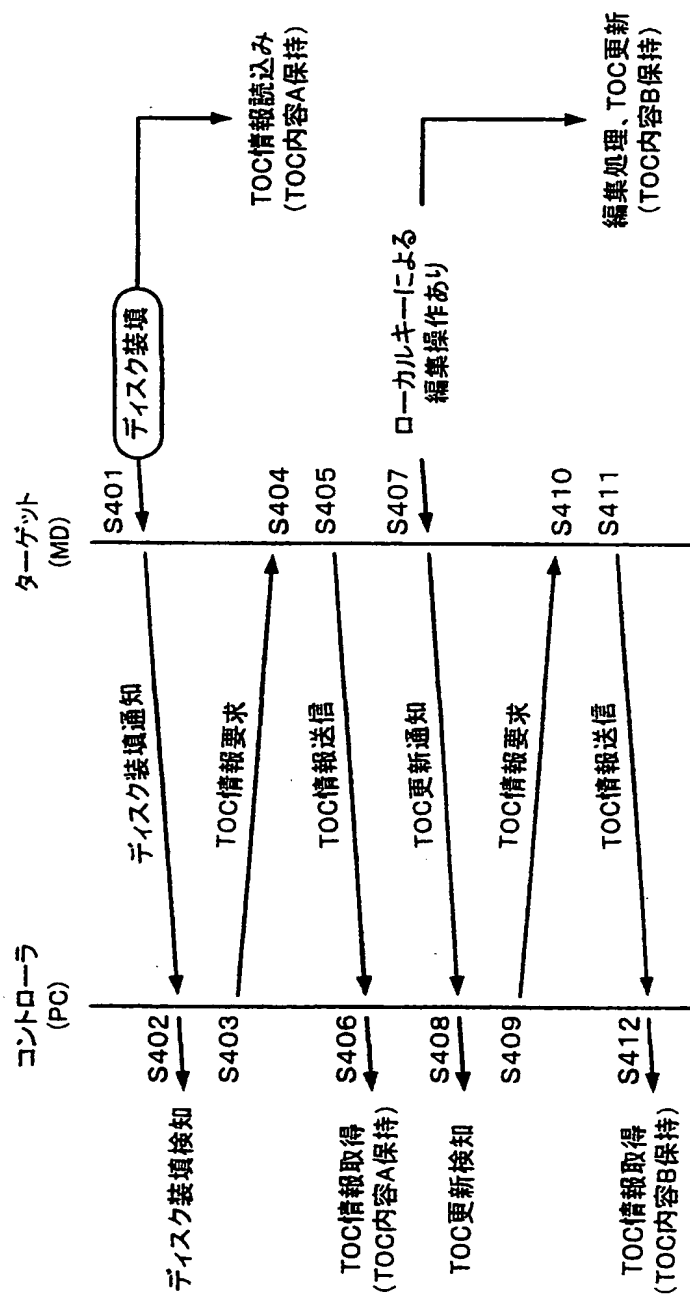 コントローラ
(PC)
ターゲット
(MD)
S401
ディスク装填
TOC情報読込み
(TOC内容A保持)
ディスク装填通知
S402
ディスク装填検知
S403
TOC情報要求
S404
S405
TOC情報送信
S406
TOC情報取得
(TOC内容A保持)
S407
ローカルキーによる
編集操作あり
編集処理、TOC更新
(TOC内容B保持)
TOC更新通知
S408
TOC更新検知
S409
TOC情報要求
S410
S411
TOC情報送信
S412
TOC情報取得
(TOC内容B保持)